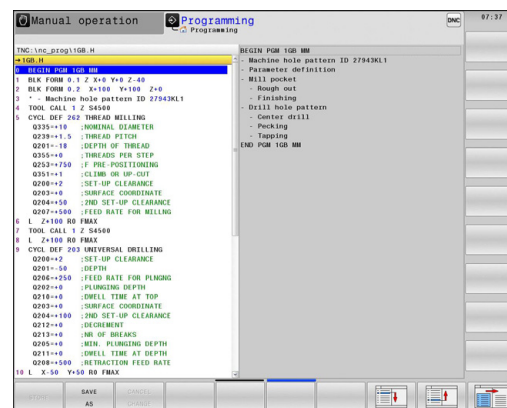 Manual operation
Programming
Programming
DNC
07:37
TNC:\nc_prog\1GB.H
→1GB.H
0 BEGIN PGM 1GB MM
1 BLK FORM 0.1 Z X+0 Y+0 Z-40
2 BLK FORM 0.2 X+100 Y+100 Z+0
3 * - Machine hole pattern ID 27943KL1
4 TOOL CALL 1 Z S4500
5 CYCL DEF 262 THREAD MILLING
Q335=+10 ;NOMINAL DIAMETER
Q239=+1.5 ;THREAD PITCH
Q201=-18 ;DEPTH OF THREAD
Q355=+0 ;THREADS PER STEP
Q253=+750 ;F PRE-POSITIONING
Q351=+1 ;CLIMB OR UP-CUT
Q200=+2 ;SET-UP CLEARANCE
Q203=+0 ;SURFACE COORDINATE
Q204=+50 ;2ND SET-UP CLEARANCE
Q207=+500 ;FEED RATE FOR MILLNG
6 L Z+100 R0 FMAX
7 TOOL CALL 1 Z S4500
8 L Z+100 R0 FMAX
9 CYCL DEF 203 UNIVERSAL DRILLING
Q200=+2 ;SET-UP CLEARANCE
Q201=-50 ;DEPTH
Q206=+250 ;FEED RATE FOR PLNGNG
Q202=+0 ;PLUNGING DEPTH
Q210=+0 ;DWELL TIME AT TOP
Q203=+0 ;SURFACE COORDINATE
Q204=+100 ;2ND SET-UP CLEARANCE
Q212=+0 ;DECREMENT
Q213=+0 ;NR OF BREAKS
Q205=+0 ;MIN. PLUNGING DEPTH
Q211=+0 ;DWELL TIME AT DEPTH
Q208=+500 ;RETRACTION FEED RATE
10 L X-50 Y+50 R0 FMAX
BEGIN PGM 1GB MM
- Machine hole pattern ID 27943KL1
- Parameter definition
- Mill pocket
- Rough out
- Finishing
- Drill hole pattern
- Center drill
- Pecking
- Tapping
END PGM 1GB MM
STORE
SAVE
AS
CANCEL
CHANGE